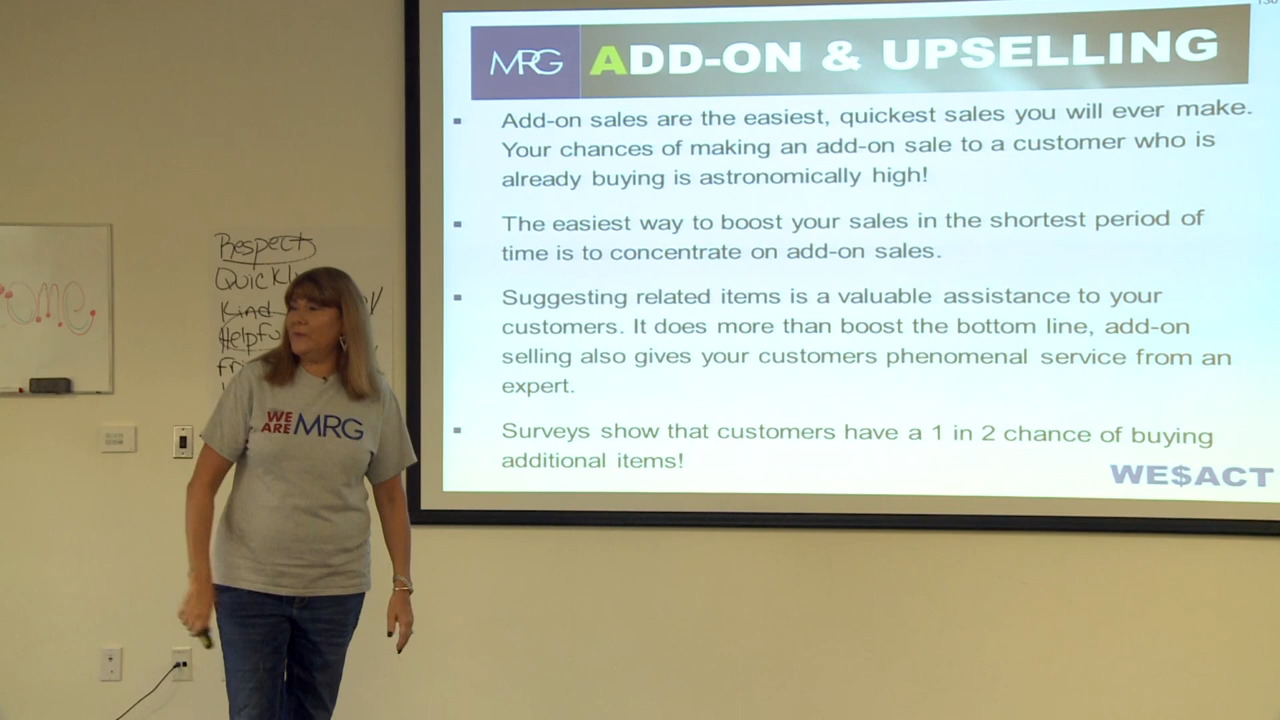 MRG ADD-ON & UPSELLING
Add-on sales are the easiest, quickest sales you will ever make.
Your chances of making an add-on sale to a customer who is
already buying is astronomically high!
The easiest way to boost your sales in the shortest period of
time is to concentrate on add-on sales.
Suggesting related items is a valuable assistance to your
customers. It does more than boost the bottom line, add-on
selling also gives your customers phenomenal service from an
expert.
Surveys show that customers have a 1 in 2 chance of buying
additional items!
WE$ACT
Respect
Quickly
Kind
WE
ARE MRG